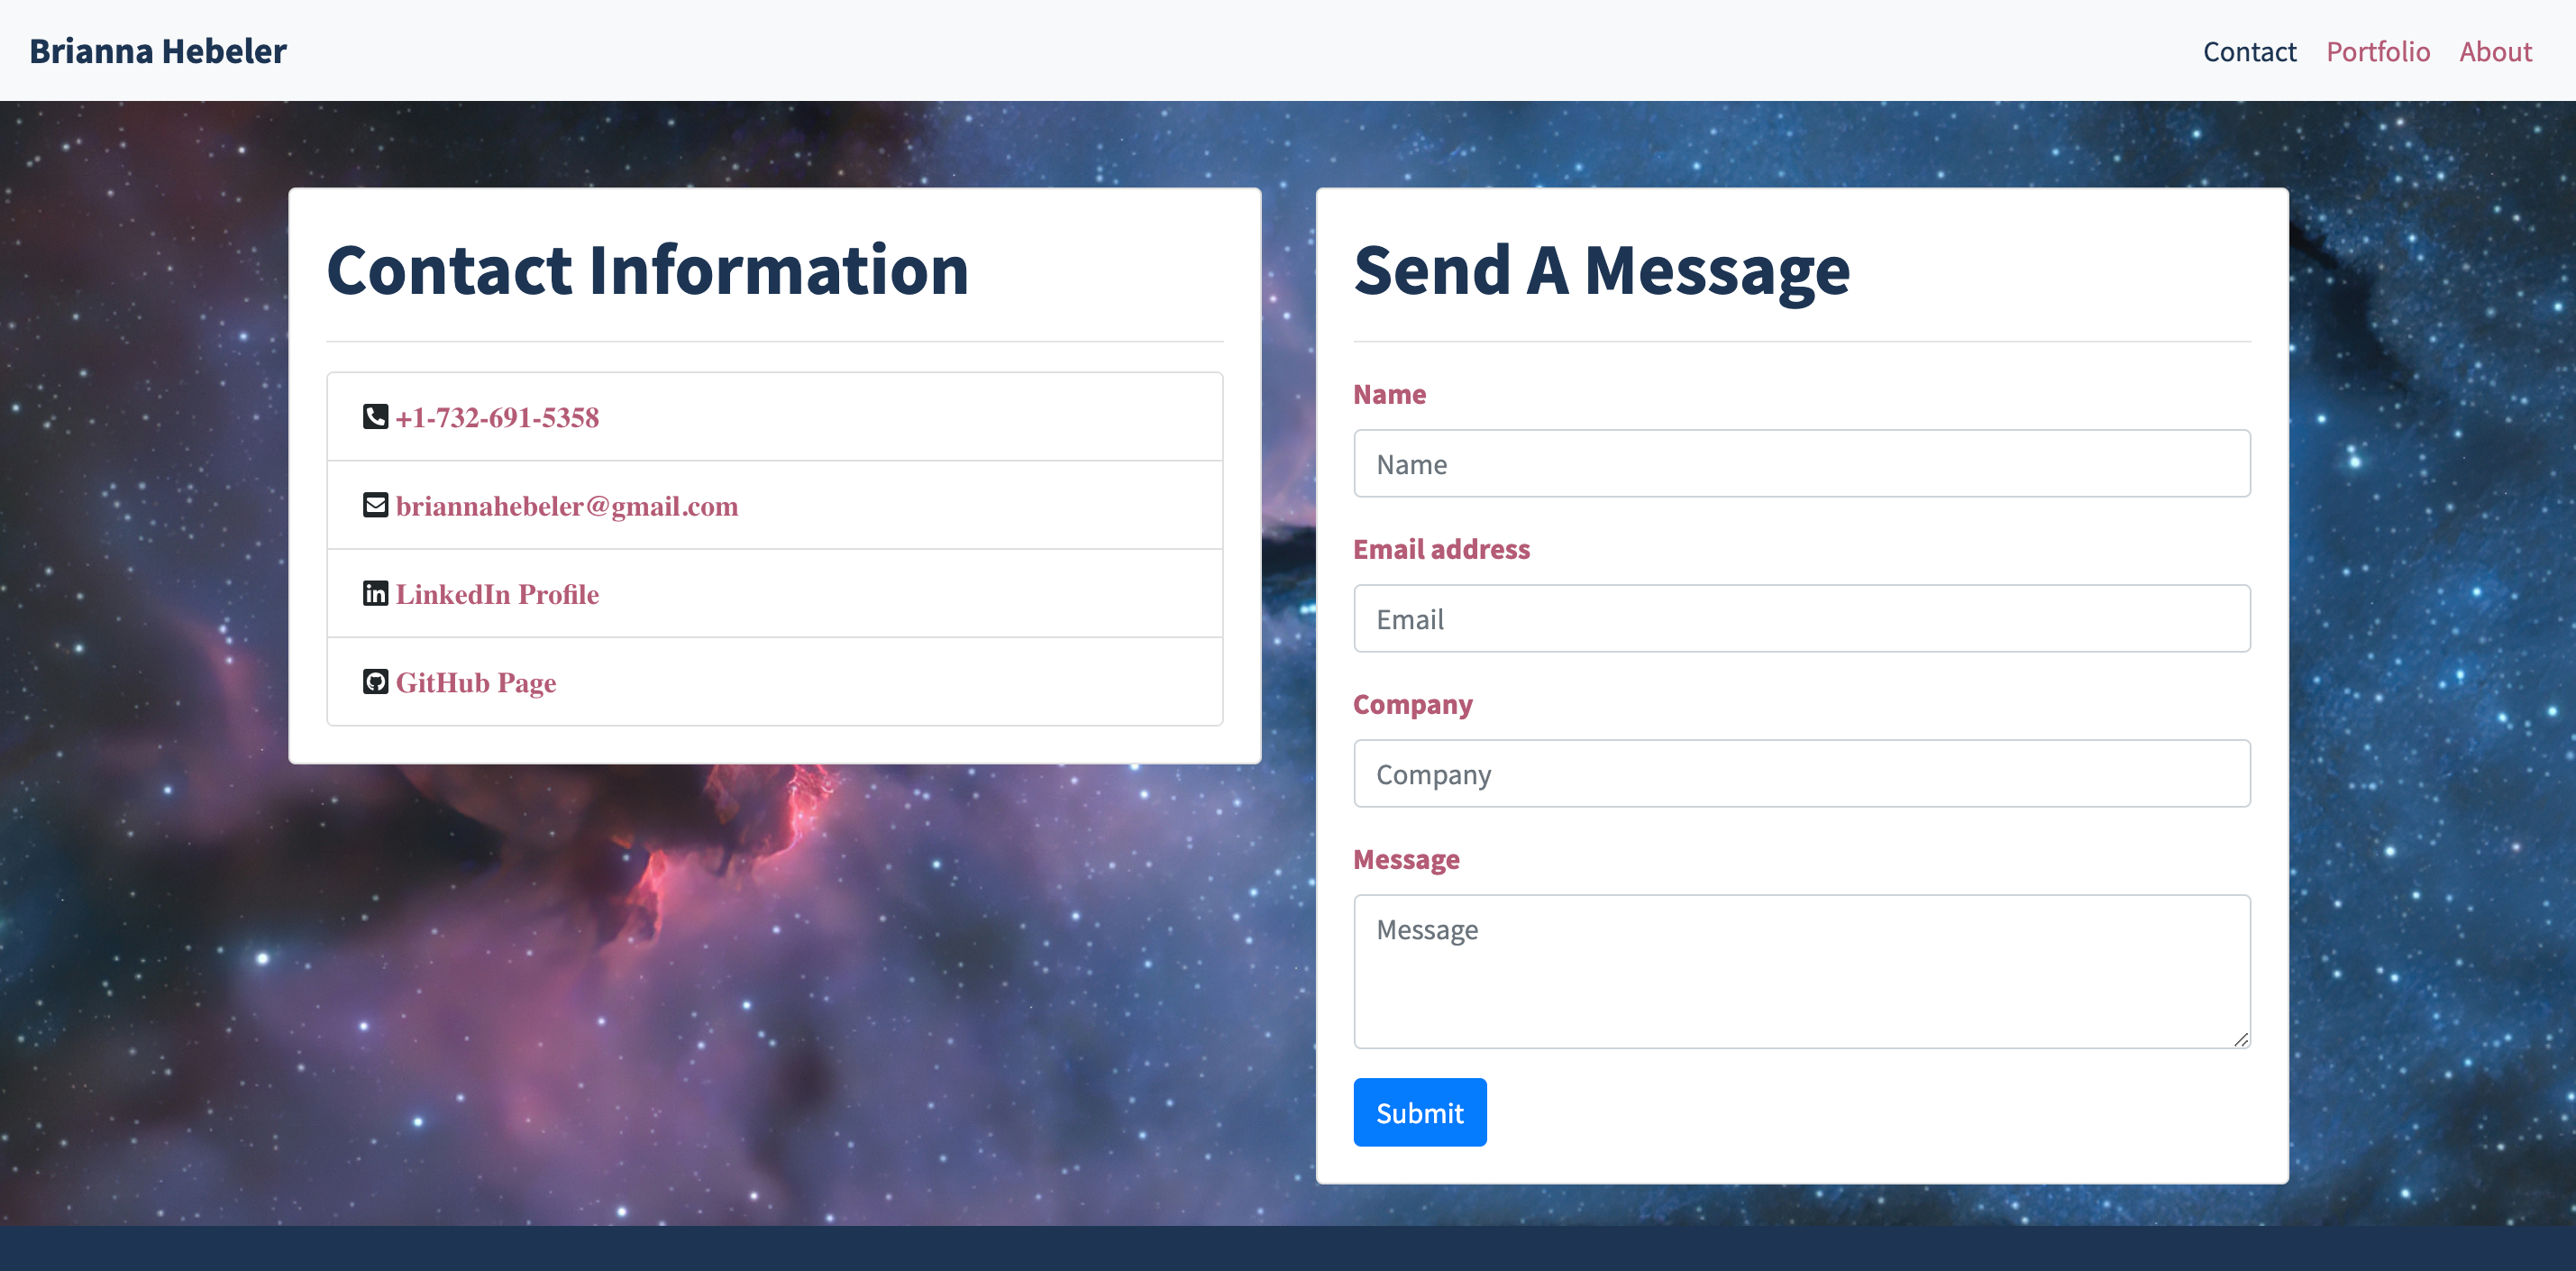 Brianna Hebeler
Contact Portfolio About
Contact Information
+1-732-691-5358
briannahebeler@gmail.com
LinkedIn Profile
GitHub Page
Send A Message
Name
Name
Email address
Email
Company
Company
Message
Message
Submit